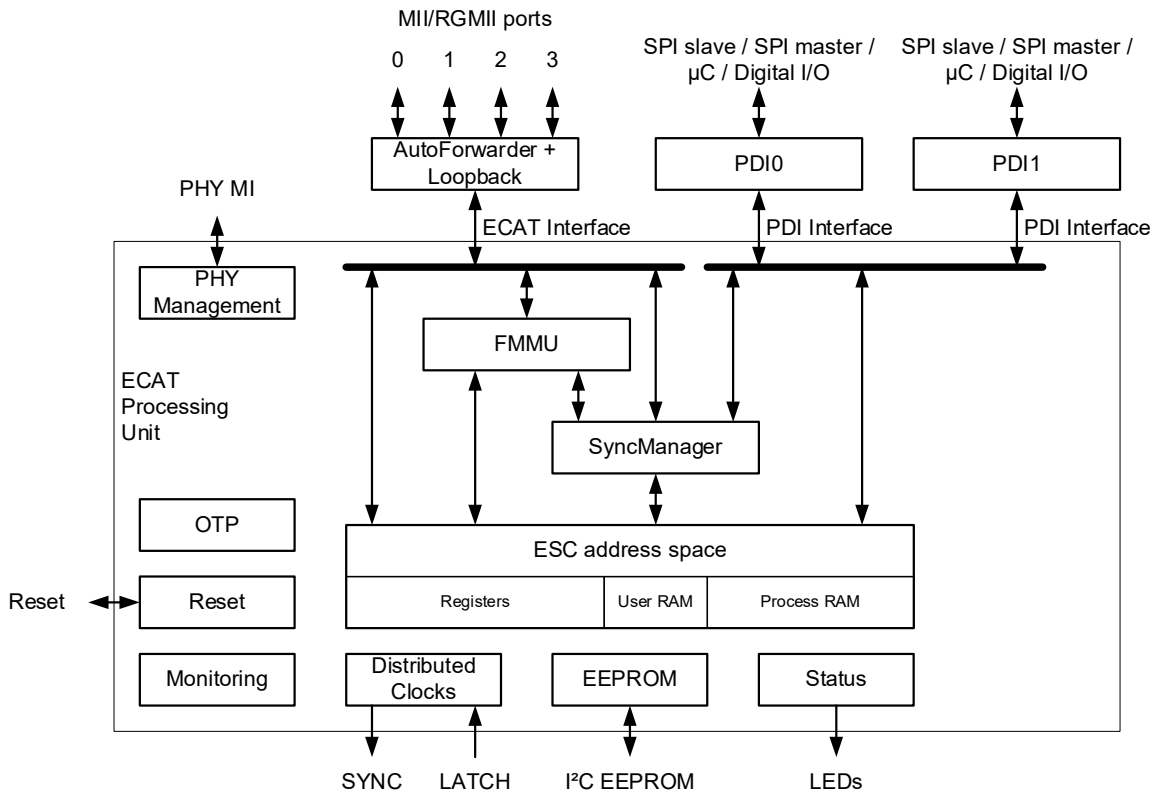 MII/RGMII ports
0 1 2 3
SPI slave / SPI master /
µC / Digital I/O
SPI slave / SPI master /
µC / Digital I/O
AutoForwarder +
Loopback
PDI0
PDI1
PHY MI
ECAT Interface
PDI Interface
PDI Interface
PHY
Management
FMMU
ECAT
Processing
Unit
SyncManager
OTP
ESC address space
Reset
Reset
Registers
User RAM
Process RAM
Monitoring
Distributed
Clocks
EEPROM
Status
SYNC
LATCH
I²C EEPROM
LEDs